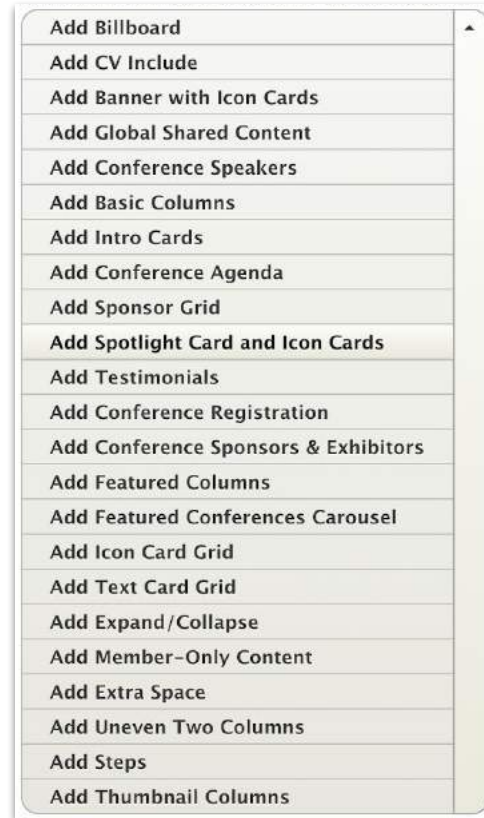 Add Billboard
Add CV Include
Add Banner with Icon Cards
Add Global Shared Content
Add Conference Speakers
Add Basic Columns
Add Intro Cards
Add Conference Agenda
Add Sponsor Grid
Add Spotlight Card and Icon Cards
Add Testimonials
Add Conference Registration
Add Conference Sponsors & Exhibitors
Add Featured Columns
Add Featured Conferences Carousel
Add Icon Card Grid
Add Text Card Grid
Add Expand/Collapse
Add Member-Only Content
Add Extra Space
Add Uneven Two Columns
Add Steps
Add Thumbnail Columns